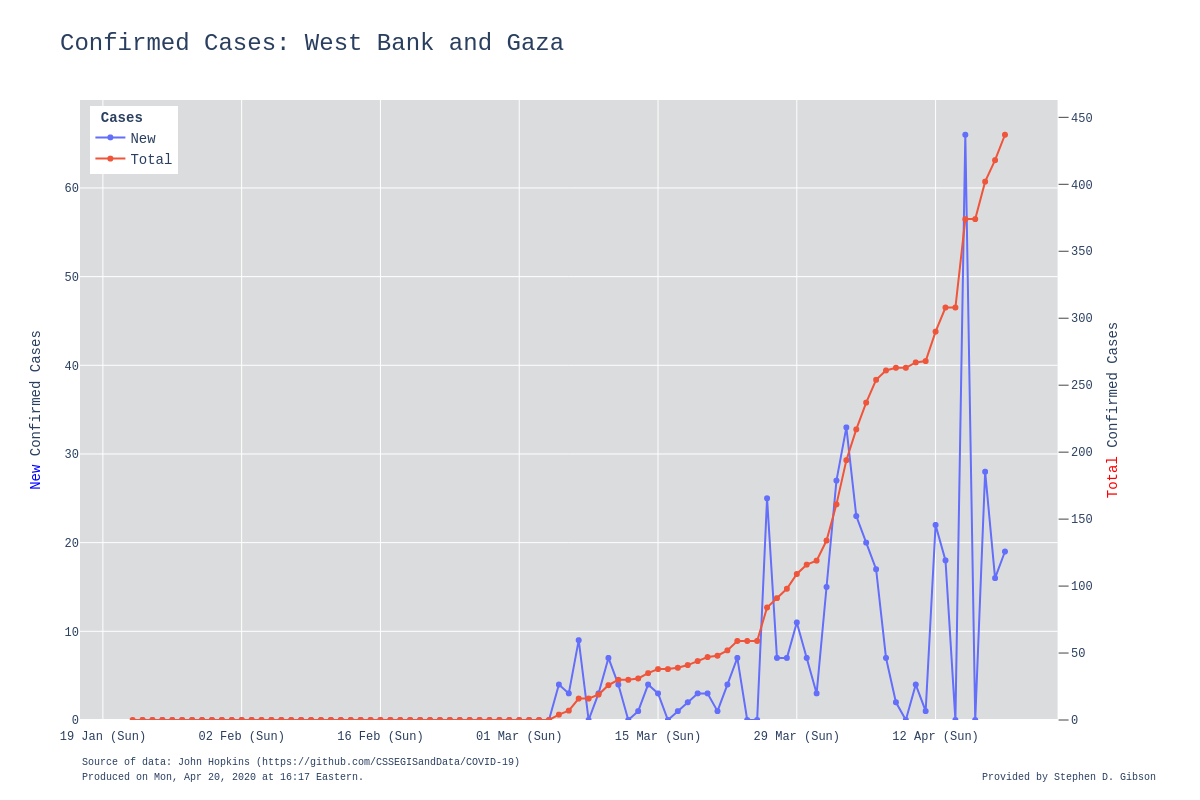 Confirmed Cases: West Bank and Gaza
Cases
New
Total
60
50
40
30
20
10
0
New Confirmed Cases
450
400
350
300
250
200
150
100
50
0
Total Confirmed Cases
19 Jan (Sun)
02 Feb (Sun)
16 Feb (Sun)
01 Mar (Sun)
15 Mar (Sun)
29 Mar (Sun)
12 Apr (Sun)
Source of data: John Hopkins (https://github.com/CSSEGISandData/COVID-19)
Produced on Mon, Apr 20, 2020 at 16:17 Eastern.
Provided by Stephen D. Gibson